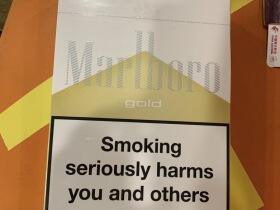 Marlboro
gold
Smoking
seriously harms
you and others